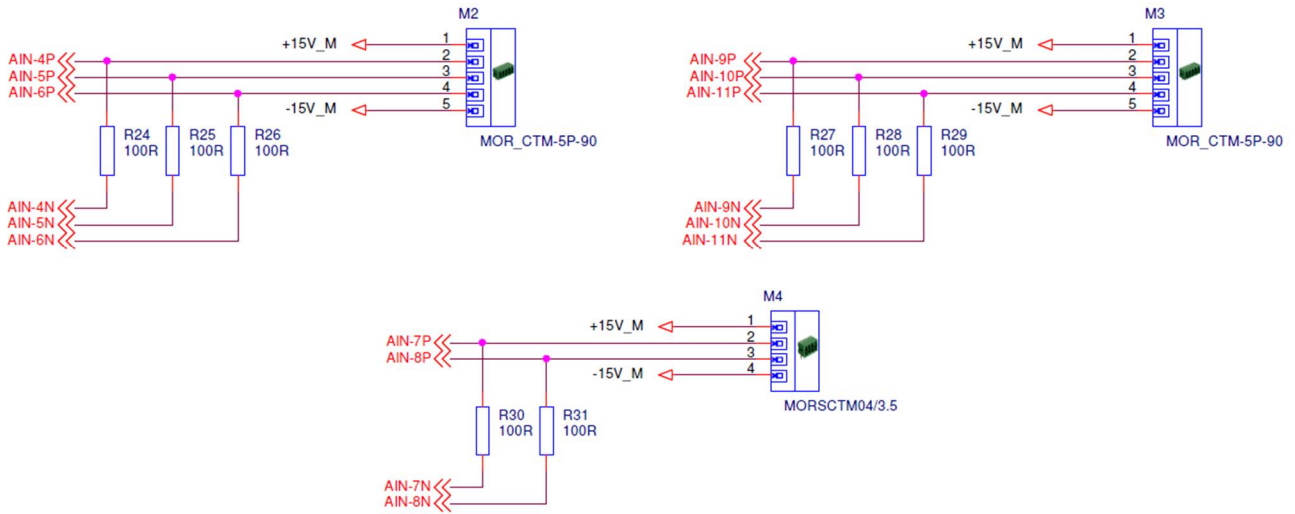 M2
+15V_M
1
AIN-4P
2
AIN-5P
3
AIN-6P
4
-15V_M
5
R24
100R
R25
100R
R26
100R
MOR_CTM-5P-90
AIN-4N
AIN-5N
AIN-6N
M3
+15V_M
1
AIN-9P
2
AIN-10P
3
AIN-11P
4
-15V_M
5
R27
100R
R28
100R
R29
100R
MOR_CTM-5P-90
AIN-9N
AIN-10N
AIN-11N
M4
+15V_M
1
AIN-7P
2
AIN-8P
3
-15V_M
4
MORSCTM04/3.5
R30
100R
R31
100R
AIN-7N
AIN-8N